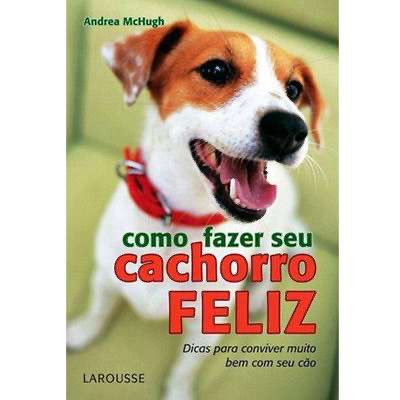 Andrea McHugh
como fazer seu
cachorro
FELIZ
Dicas para conviver muito
bem com seu cão
LAROUSSE